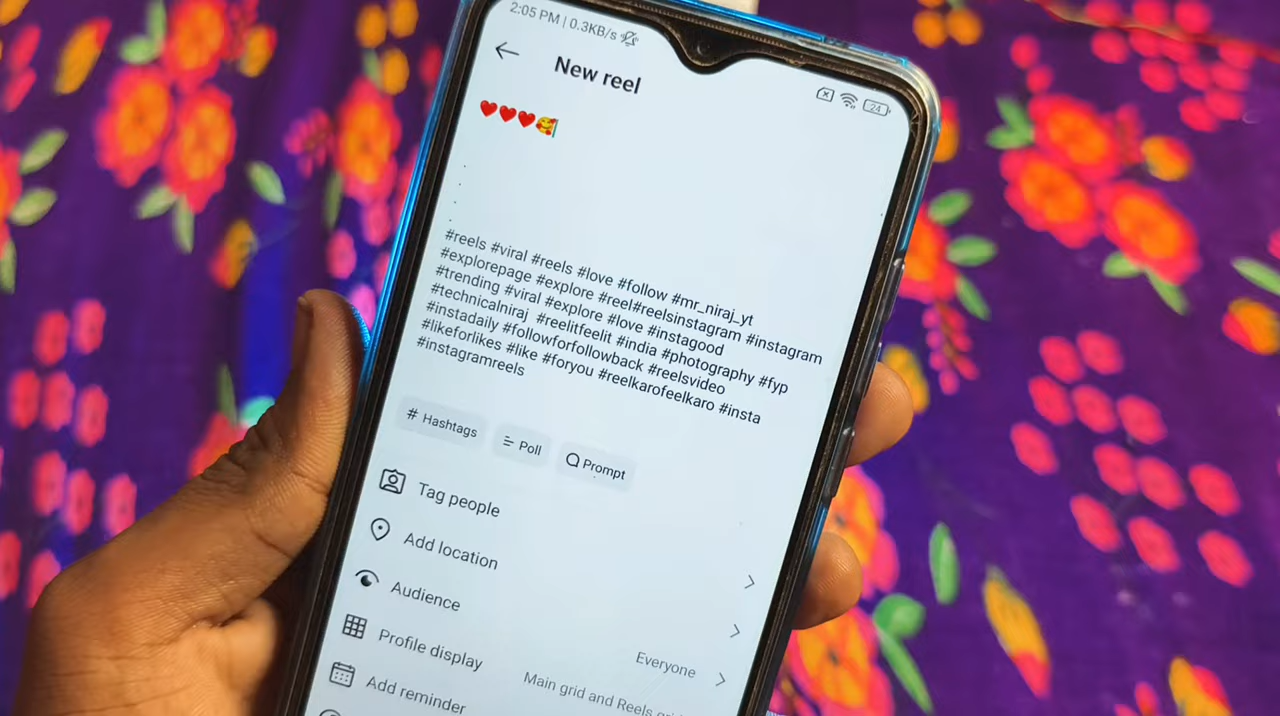 2:05 PM | 0.3KB/s
24
New reel
❤️❤️❤️🥰
.
.
.
.
#reels #viral #reels #love #follow #mr_niraj_yt
#explorepage #explore #reel#reelsinstagram #instagram
#trending #viral #explore #love #instagood
#technicalniraj #reelitfeelit #india #photography #fyp
#instadaily #followforfollowback #reelsvideo
#likeforlikes #like #foryou #reelkarofeelkaro #insta
#instagramreels
# Hashtags
Poll
Prompt
Tag people
Add location
Audience
Everyone
Profile display
Main grid and Reels
Add reminder